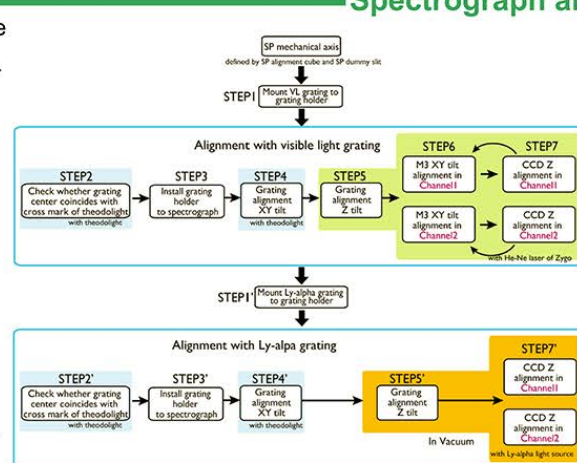 Spectrograph al
e
SP mechanical axis
defined by SP alignment cube and SP dummy slit
STEP1
Mount VL grating to
grating holder
Alignment with visible light grating
STEP2
Check whether grating
center coincides with
cross mark of theodolight
with theodolight
STEP3
Install grating
holder
to spectrograph
STEP4
Grating
alignment
XY tilt
with theodolight
STEP5
Grating
alignment
Z tilt
STEP6
M3 XY tilt
alignment in
Channel1
M3 XY tilt
alignment in
Channel2
STEP7
CCD Z
alignment in
Channel1
CCD Z
alignment in
Channel2
with He-Ne laser of Zygo
STEP1'
Mount Ly-alpha grating
to grating holder
Alignment with Ly-alpa grating
STEP2'
Check whether grating
center coincides with
cross mark of theodolight
with theodolight
STEP3'
Install grating
holder
to spectrograph
STEP4'
Grating
alignment
XY tilt
with theodolight
STEP5'
Grating
alignment
Z tilt
In Vacuum
STEP7'
CCD Z
alignment in
Channel1
CCD Z
alignment in
Channel2
with Ly-alpha light source